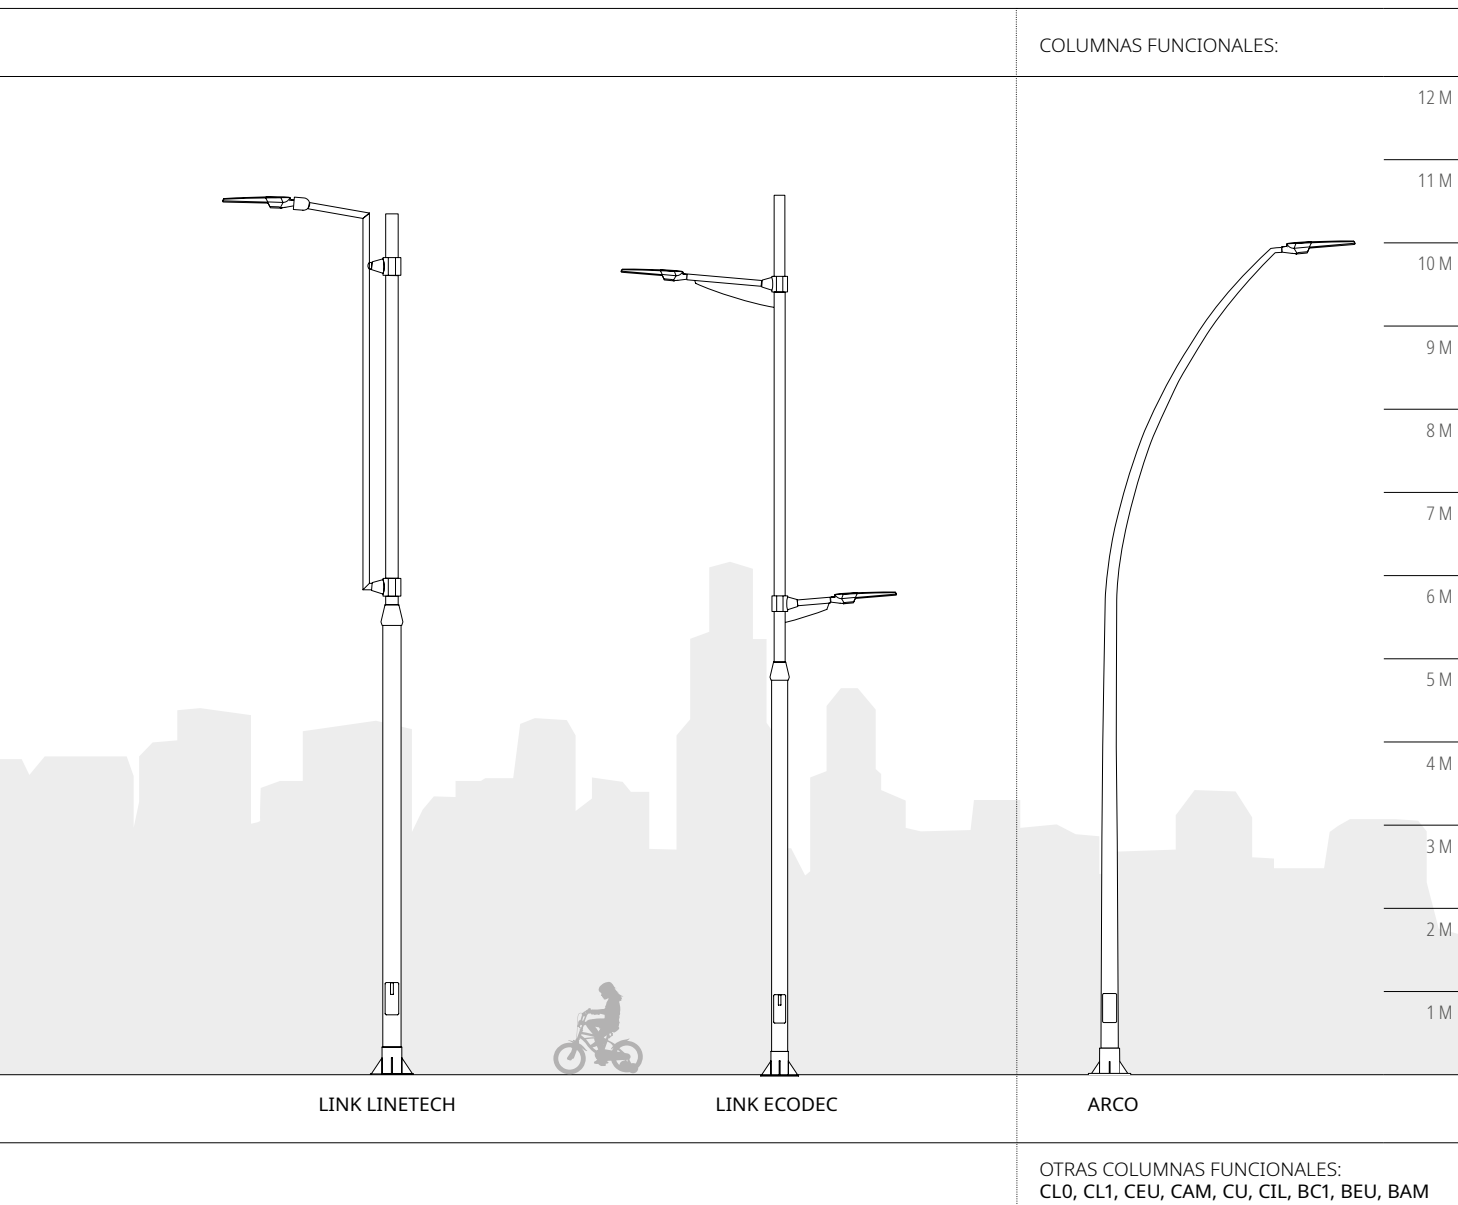 COLUMNAS FUNCIONALES:
12 M
11 M
10 M
9 M
8 M
7 M
6 M
5 M
4 M
3 M
2 M
1 M
LINK LINETECH
LINK ECODEC
ARCO
OTRAS COLUMNAS FUNCIONALES:
CL0, CL1, CEU, CAM, CU, CIL, BC1, BEU, BAM